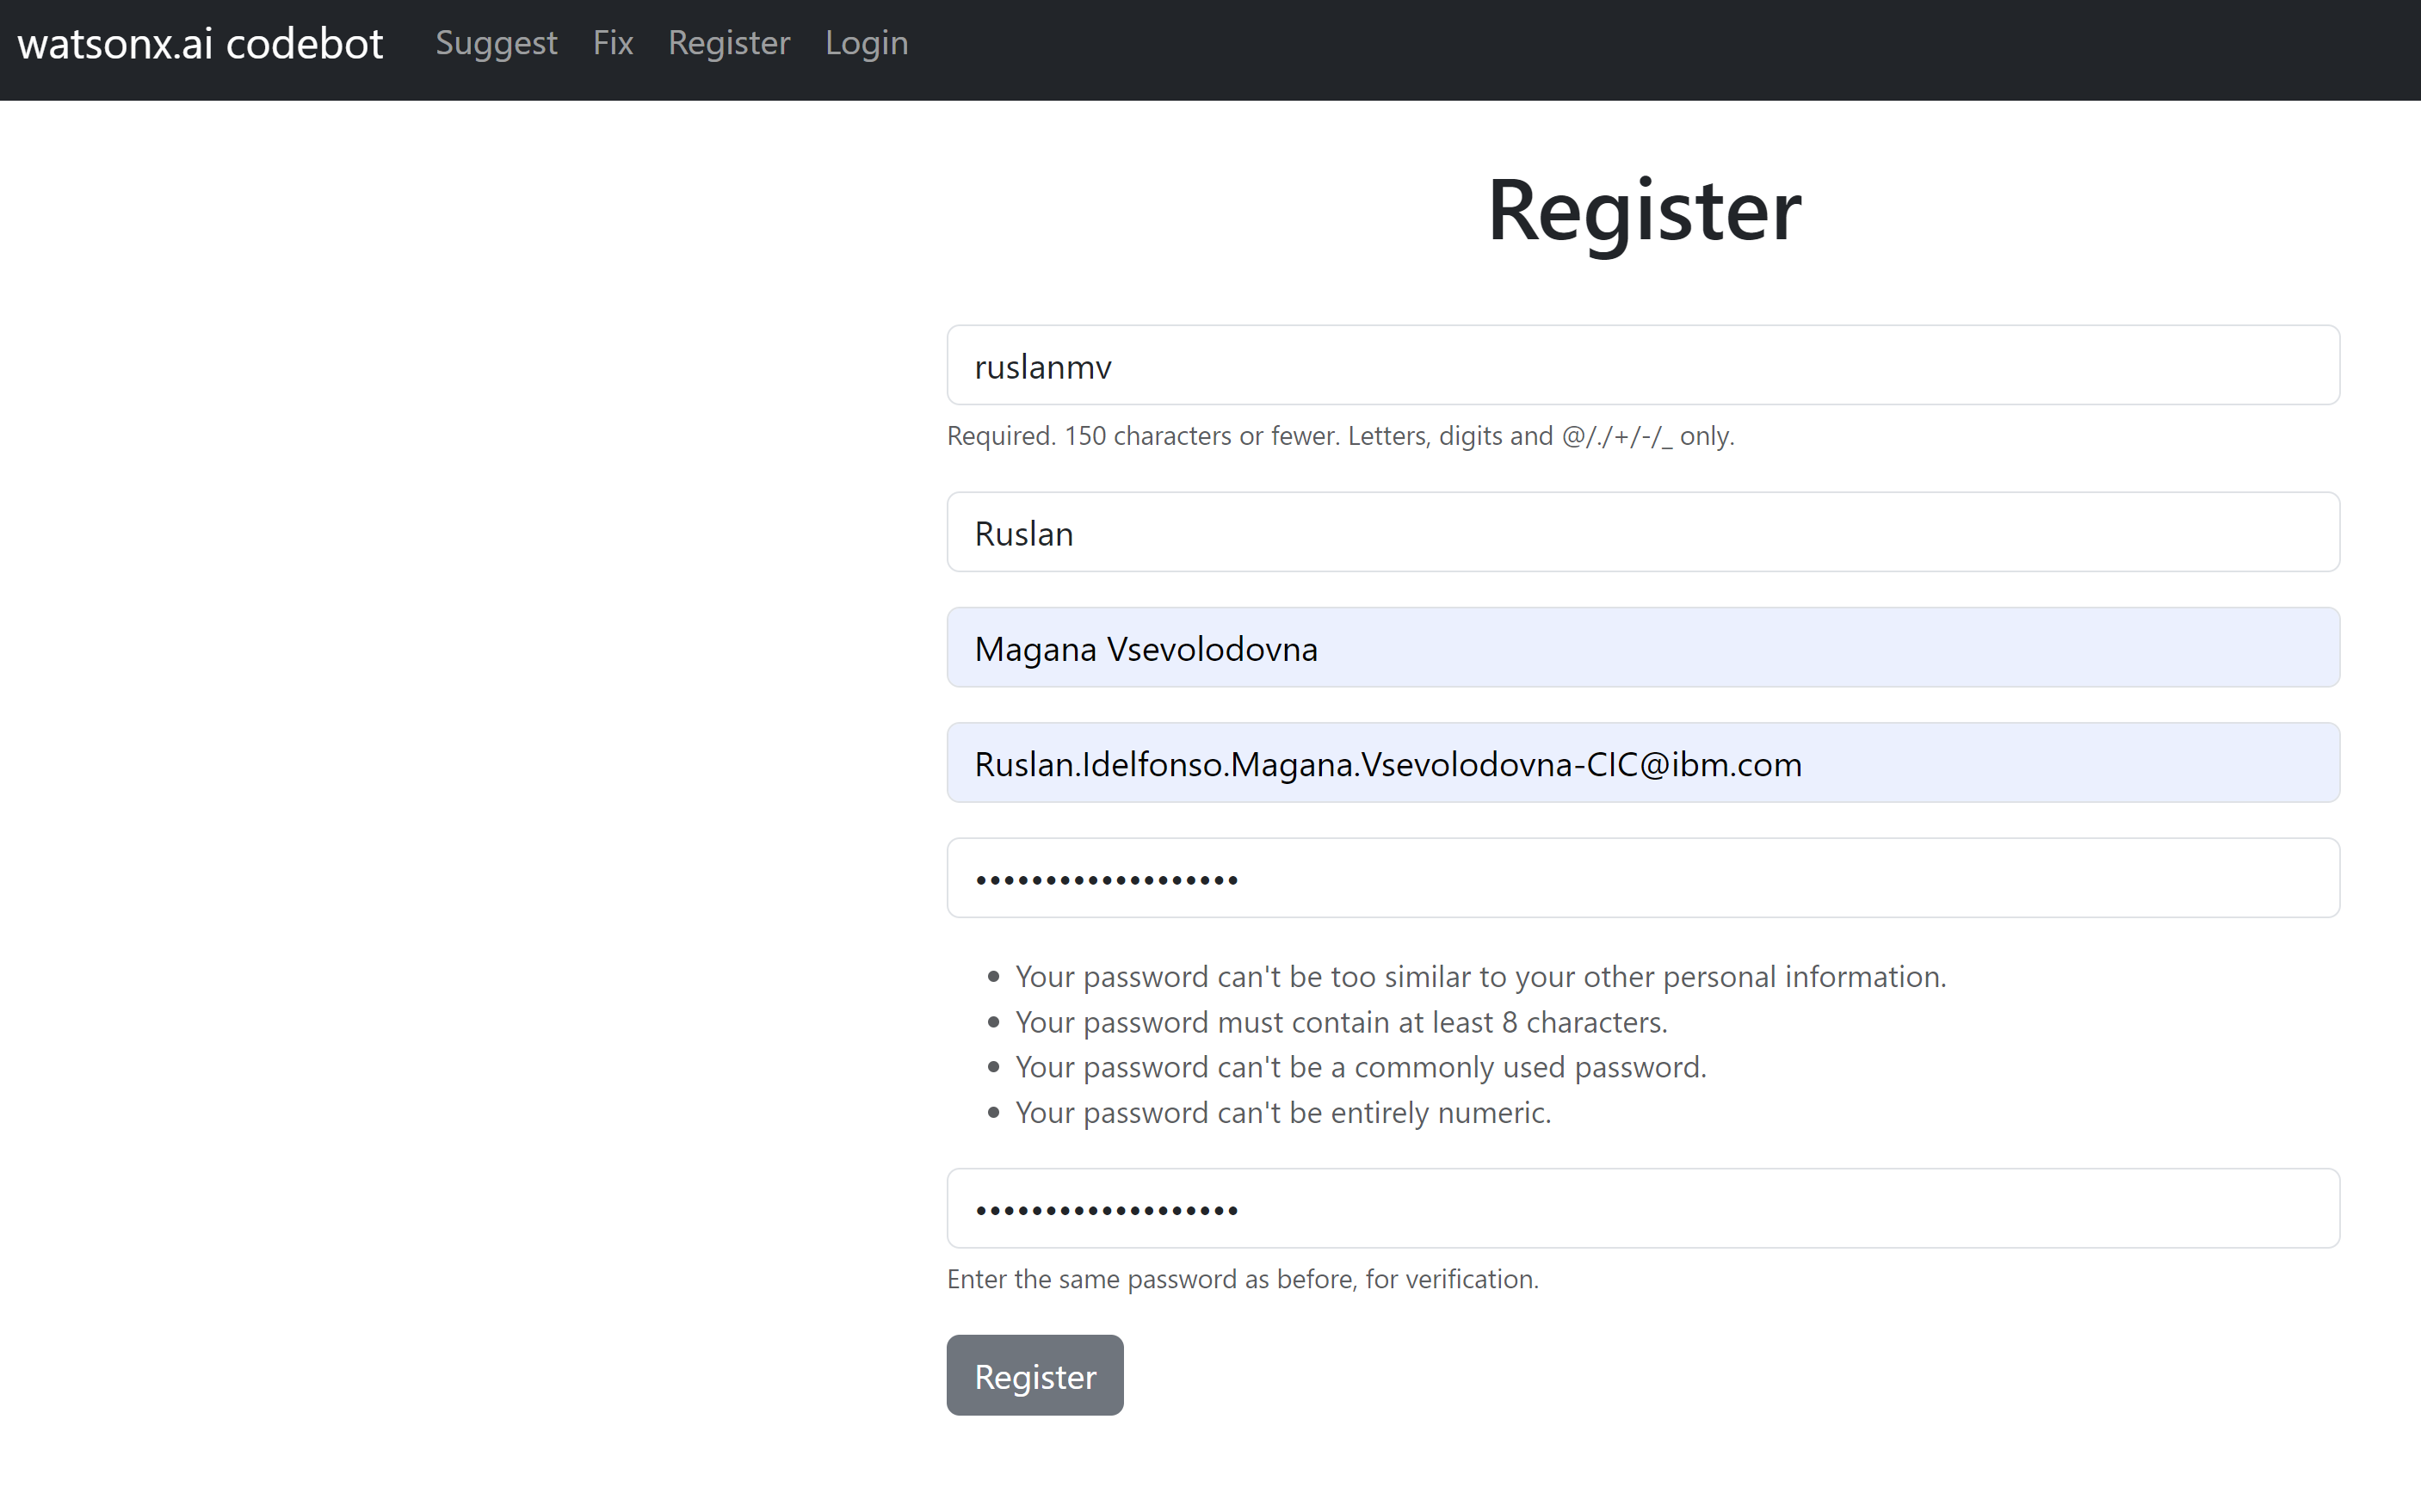 watsonx.ai codebot Suggest Fix Register Login
Register
ruslanmv
Required. 150 characters or fewer. Letters, digits and @/./+/-/_ only.
Ruslan
Magana Vsevolodovna
Ruslan.Idelfonso.Magana.Vsevolodovna-CIC@ibm.com
•••••••••••••••••••
• Your password can't be too similar to your other personal information.
• Your password must contain at least 8 characters.
• Your password can't be a commonly used password.
• Your password can't be entirely numeric.
•••••••••••••••••••
Enter the same password as before, for verification.
Register